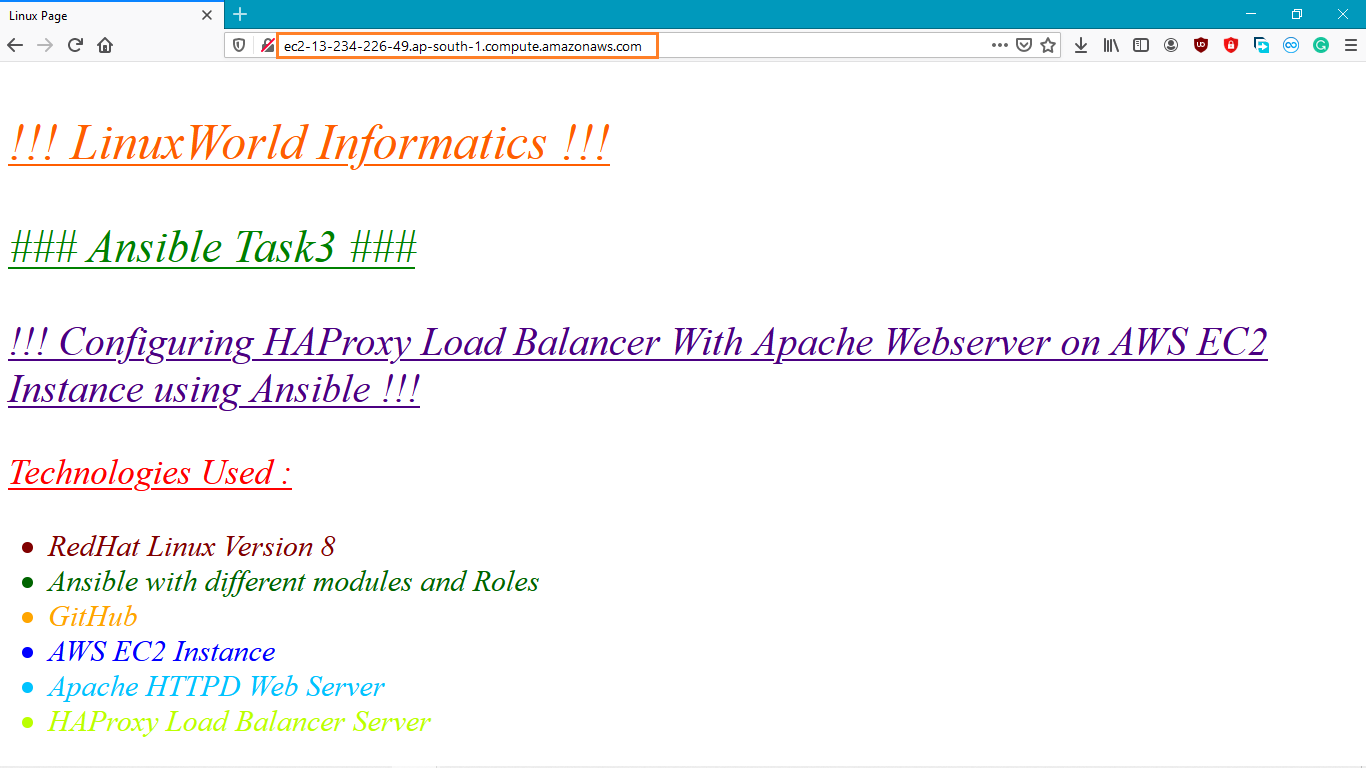 Linux Page
ec2-13-234-226-49.ap-south-1.compute.amazonaws.com
!!! LinuxWorld Informatics !!!
### Ansible Task3 ###
!!! Configuring HAProxy Load Balancer With Apache Webserver on AWS EC2
Instance using Ansible !!!
Technologies Used :
RedHat Linux Version 8
Ansible with different modules and Roles
GitHub
AWS EC2 Instance
Apache HTTPD Web Server
HAProxy Load Balancer Server